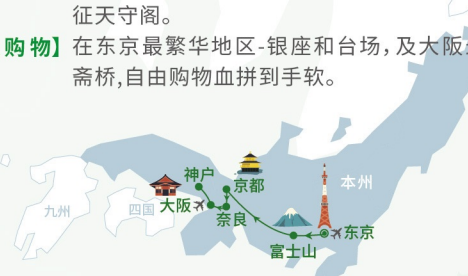 征天守阁。
购物】在东京最繁华地区-银座和台场，及大阪
斋桥,自由购物血拼到手软。
神户
京都
本州
九州
四国
大阪
奈良
东京
富士山